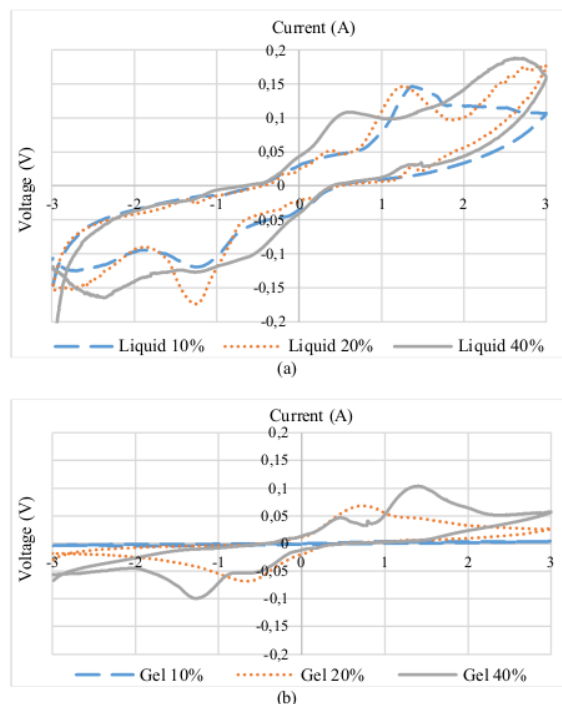 Current (A)
0,2
0,15
0,1
0,05
0
-3 -2 -1 0 1 2 3
-0,05
-0,1
-0,15
-0,2
Voltage (V)
Liquid 10% Liquid 20% Liquid 40%
(a)
Current (A)
0,2
0,15
0,1
0,05
0
-3 -2 -1 0 1 2 3
-0,05
-0,1
-0,15
-0,2
Voltage (V)
Gel 10% Gel 20% Gel 40%
(b)